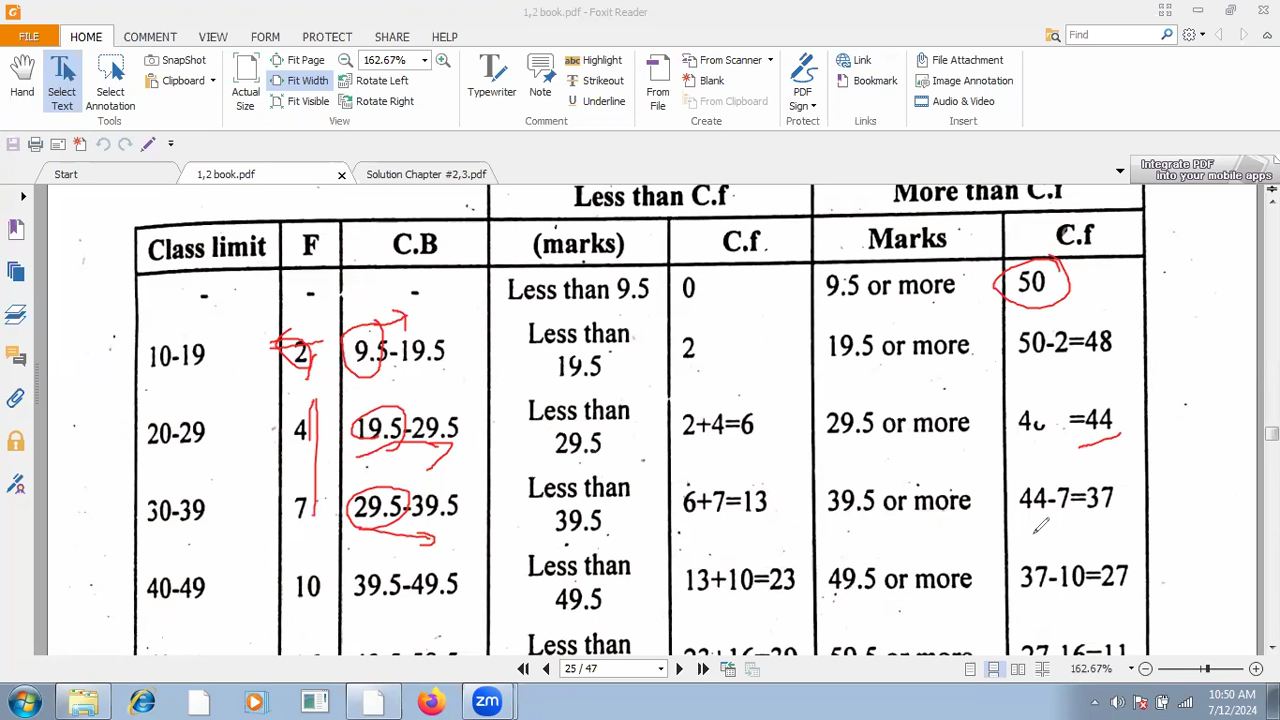 1,2 book.pdf - Foxit Reader
FILE HOME COMMENT VIEW FORM PROTECT SHARE HELP
Find
SnapShot
Clipboard
Hand
Select Text
Select Annotation
Tools
Actual Size
Fit Page
Fit Width
Fit Visible
162.67%
Rotate Left
Rotate Right
View
Typewriter
Note
Highlight
Strikeout
Underline
Comment
From File
From Scanner
Blank
From Clipboard
Create
PDF Sign
Protect
Link
Bookmark
Links
File Attachment
Image Annotation
Audio & Video
Insert
Start
1,2 book.pdf
Solution Chapter #2,3.pdf
Integrate PDF
into your mobile apps
Less than C.f More than C.f
Class limit F C.B (marks) C.f Marks C.f
- - - Less than 9.5 0 9.5 or more 50
10-19 2 9.5-19.5 Less than 19.5 2 19.5 or more 50-2=48
20-29 4 19.5-29.5 Less than 29.5 2+4=6 29.5 or more 4 =44
30-39 7 29.5-39.5 Less than 39.5 6+7=13 39.5 or more 44-7=37
40-49 10 39.5-49.5 Less than 49.5 13+10=23 49.5 or more 37-10=27
Less than
25 / 47
162.67%
zm
10:50 AM
7/12/2024